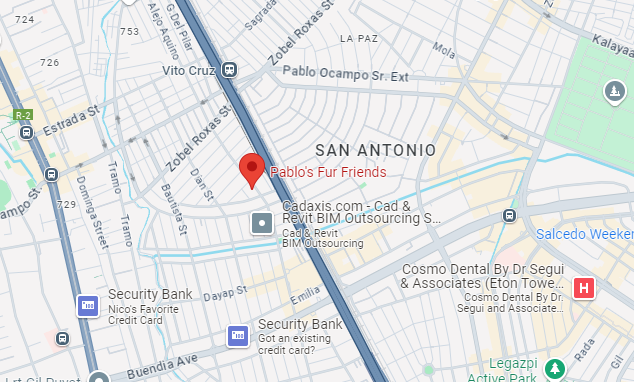 724
Sagrada
G.Del Pilar
Alejo Aquino
753
Zobel Roxas St
726
LA PAZ
Mola
Kalayaa
Vito Cruz
Pablo Ocampo Sr. Ext
R-2
Estrada St
Zobel Roxas St
SAN ANTONIO
Pablo's Fur Friends
Tramo
Dian St
Bautista St
Dominga Street
Tramo
Tramo
729
ampo St
Cadaxis.com - Cad &
Revit BIM Outsourcing S...
Cad & Revit
BIM Outsourcing
Salcedo Weeken
Cosmo Dental By Dr Segui
& Associates (Eton Towe...
Cosmo Dental By Dr.
Segui and Associate...
H
Security Bank
Nico's Favorite
Credit Card
Dayap St
Emilia
Security Bank
Got an existing
credit card?
Buendia Ave
Legazpi
Active Park
Rada
Gil Puyat